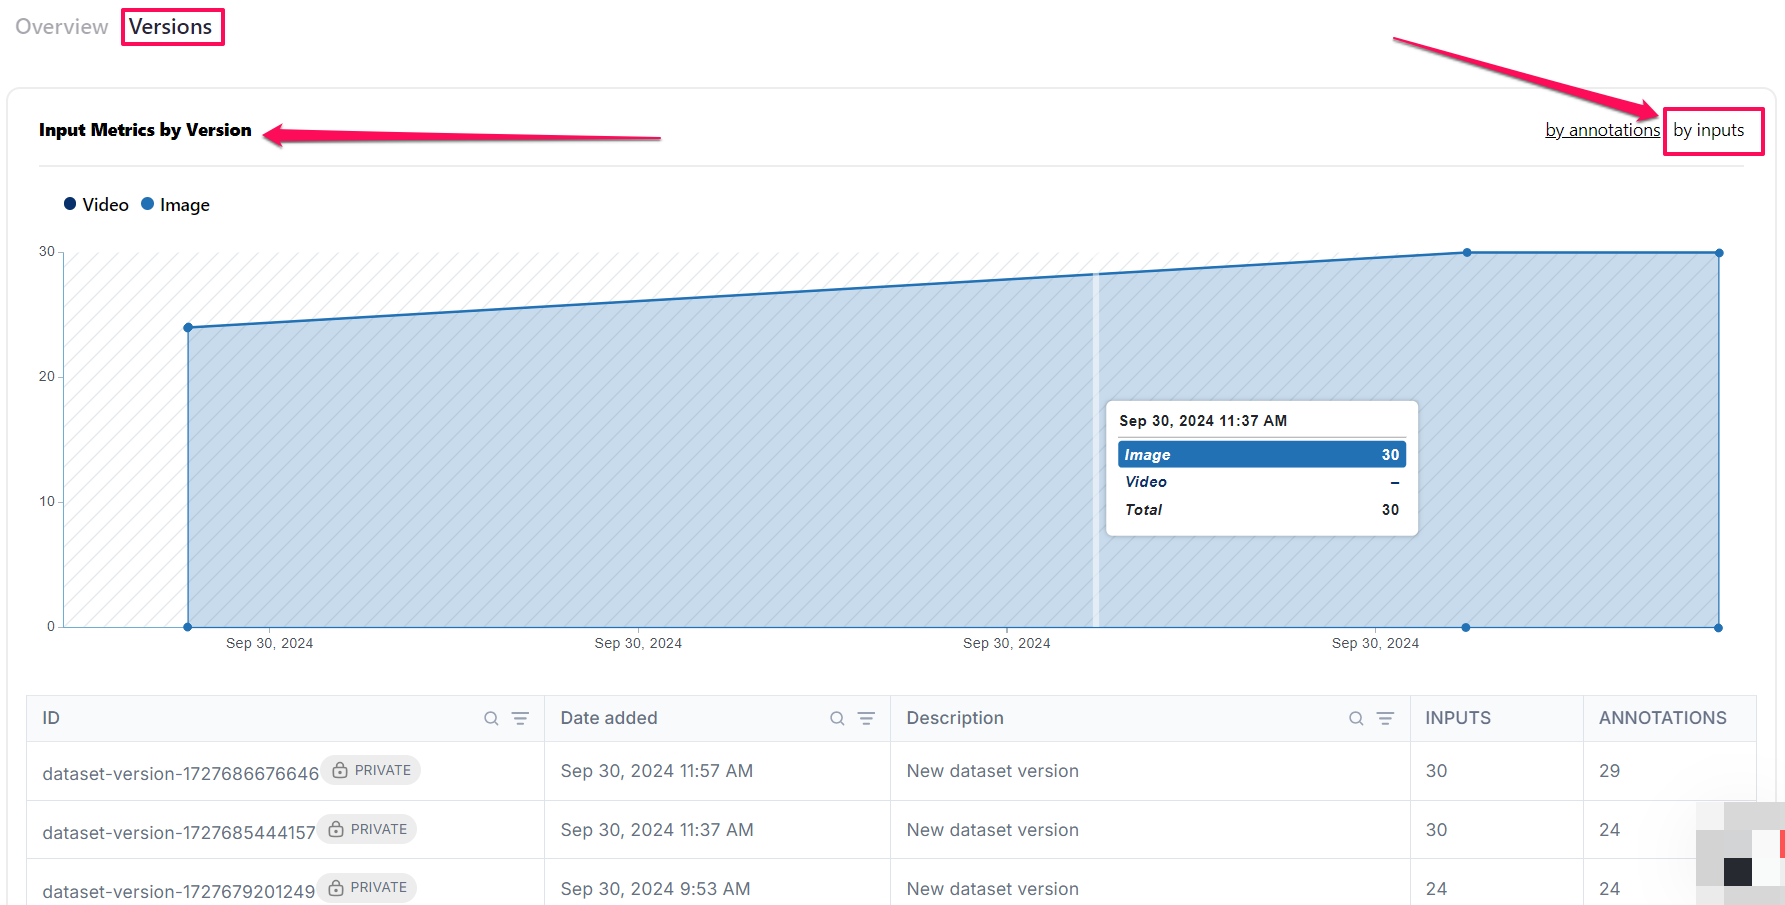 Overview Versions
Input Metrics by Version
by annotations by inputs
Video Image
30
20
10
0
Sep 30, 2024 11:37 AM
Image 30
Video –
Total 30
Sep 30, 2024 Sep 30, 2024 Sep 30, 2024 Sep 30, 2024
ID Date added Description INPUTS ANNOTATIONS
dataset-version-1727686676646 PRIVATE Sep 30, 2024 11:57 AM New dataset version 30 29
dataset-version-1727685444157 PRIVATE Sep 30, 2024 11:37 AM New dataset version 30 24
dataset-version-1727679201249 PRIVATE Sep 30, 2024 9:53 AM New dataset version 24 24